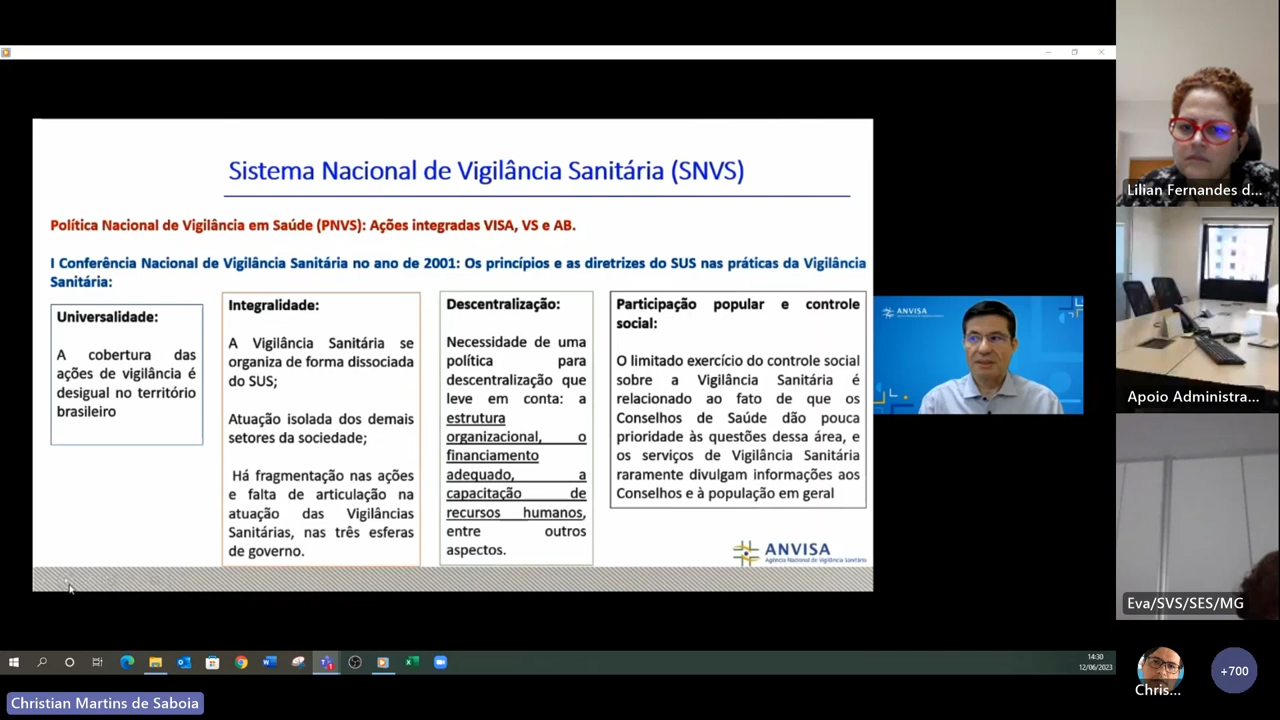 Sistema Nacional de Vigilância Sanitária (SNVS)
Política Nacional de Vigilância em Saúde (PNVS): Ações integradas VISA, VS e AB.
I Conferência Nacional de Vigilância Sanitária no ano de 2001: Os princípios e as diretrizes do SUS nas práticas da Vigilância
Sanitária:
Universalidade:
A cobertura das
ações de vigilância é
desigual no território
brasileiro
Integralidade:
A Vigilância Sanitária se
organiza de forma dissociada
do SUS;
Atuação isolada dos demais
setores da sociedade;
Há fragmentação nas ações
e falta de articulação na
atuação das Vigilâncias
Sanitárias, nas três esferas
de governo.
Descentralização:
Necessidade de uma
política para
descentralização que
leve em conta: a
estrutura
organizacional, o
financiamento
adequado, a
capacitação de
recursos humanos,
entre outros
aspectos.
Participação popular e controle
social:
O limitado exercício do controle social
sobre a Vigilância Sanitária é
relacionado ao fato de que os
Conselhos de Saúde dão pouca
prioridade às questões dessa área, e
os serviços de Vigilância Sanitária
raramente divulgam informações aos
Conselhos e à população em geral
ANVISA
Agência Nacional de Vigilância Sanitária
ANVISA
Lilian Fernandes d...
Apoio Administra...
Eva/SVS/SES/MG
Chris...
+700
14:30
12/06/2023
Christian Martins de Saboia